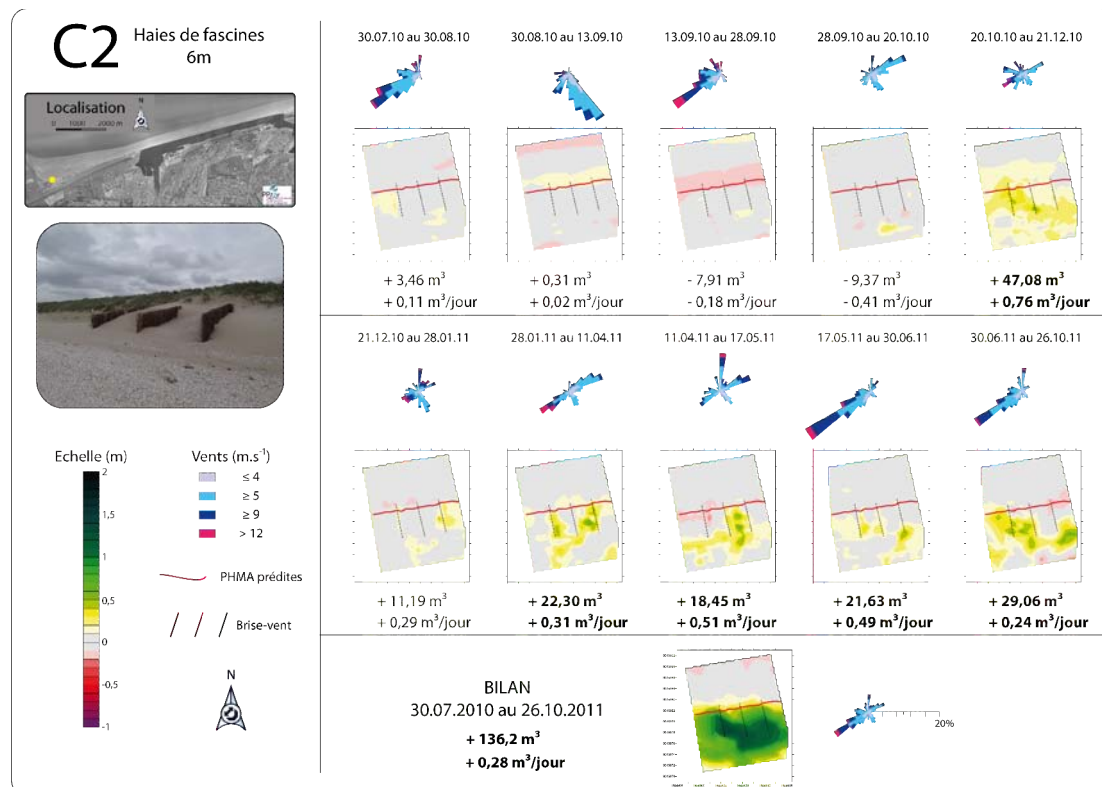 C2
Haies de fascines
6m
Localisation
N
0 1000 2000 m
Echelle (m)
2
1,5
1
0,5
0
-0,5
-1
Vents (m.s⁻¹)
≤ 4
≥ 5
≥ 9
> 12
PHMA prédites
Brise-vent
N
30.07.10 au 30.08.10
30.08.10 au 13.09.10
13.09.10 au 28.09.10
28.09.10 au 20.10.10
20.10.10 au 21.12.10
+ 3,46 m³
+ 0,11 m³/jour
+ 0,31 m³
+ 0,02 m³/jour
- 7,91 m³
- 0,18 m³/jour
- 9,37 m³
- 0,41 m³/jour
+ 47,08 m³
+ 0,76 m³/jour
21.12.10 au 28.01.11
28.01.11 au 11.04.11
11.04.11 au 17.05.11
17.05.11 au 30.06.11
30.06.11 au 26.10.11
+ 11,19 m³
+ 0,29 m³/jour
+ 22,30 m³
+ 0,31 m³/jour
+ 18,45 m³
+ 0,51 m³/jour
+ 21,63 m³
+ 0,49 m³/jour
+ 29,06 m³
+ 0,24 m³/jour
BILAN
30.07.2010 au 26.10.2011
+ 136,2 m³
+ 0,28 m³/jour
20%